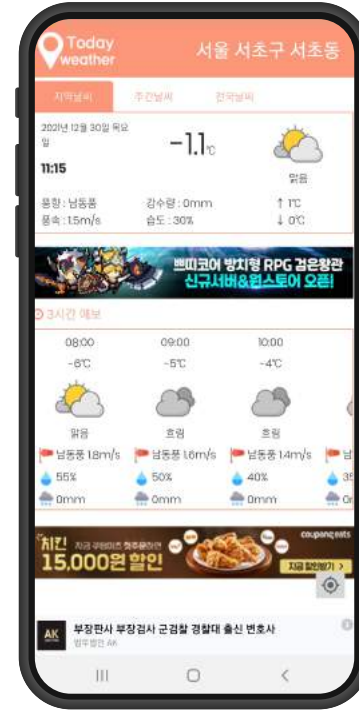 Today
weather
서울 서초구 서초동
지역날씨
주간날씨
전국날씨
2021년 12월 30일 목요
일
-1.1℃
11:15
맑음
풍향 : 남동풍
강수량 : 0mm
↑ 1℃
풍속 : 1.5m/s
습도 : 30%
↓ 0℃
쁘띠코어 방치형 RPG 검은왕관
신규서버&원스토어 오픈!
3시간 예보
08:00
09:00
10:00
-6℃
-5℃
-4℃
맑음
흐림
흐림
남동풍 1.8m/s
남동풍 1.6m/s
남동풍 1.4m/s
55%
50%
40%
0mm
0mm
0mm
치킨
15,000원 할인
coupang eats
지금 할인받기 >
AK
부장판사 부장검사 군검찰 경찰대 출신 변호사
법무법인 AK